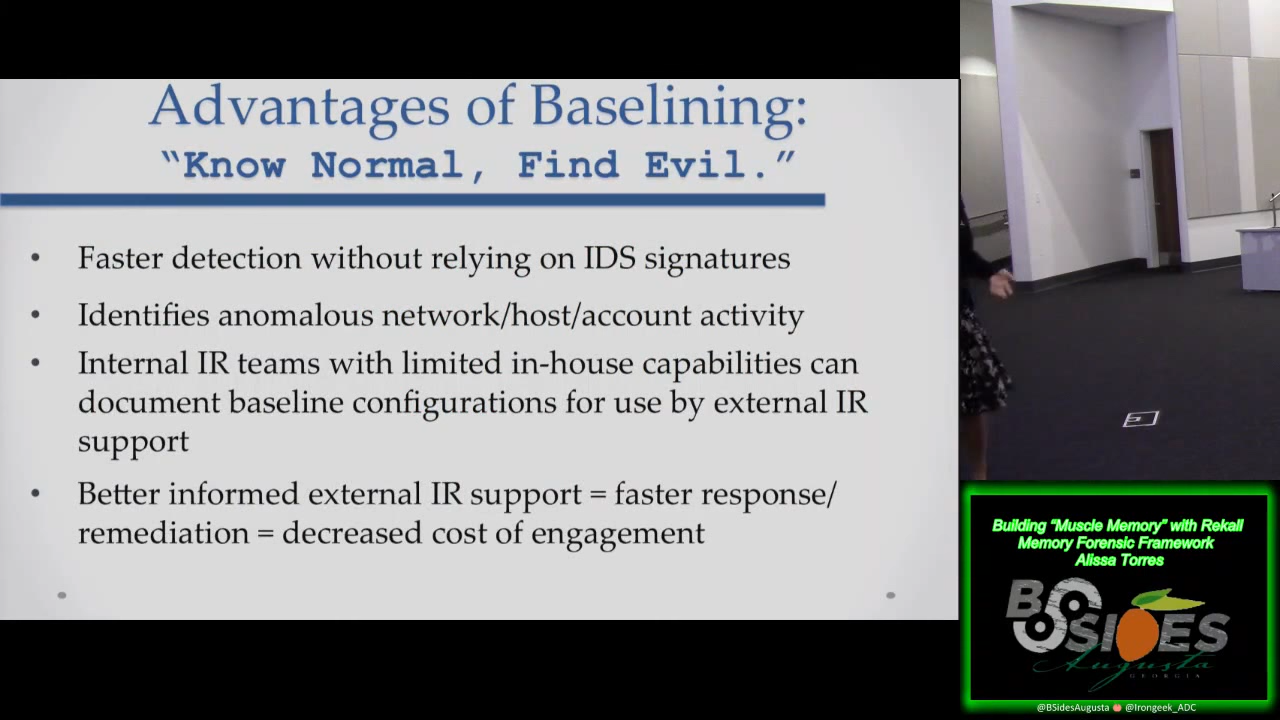 Advantages of Baselining:
“Know Normal, Find Evil.”
• Faster detection without relying on IDS signatures
• Identifies anomalous network/host/account activity
• Internal IR teams with limited in-house capabilities can
document baseline configurations for use by external IR
support
• Better informed external IR support = faster response/
remediation = decreased cost of engagement
Building “Muscle Memory” with Rekall
Memory Forensic Framework
Alissa Torres
BSIDES
Augusta
GEORGIA
@BSidesAugusta @Irongeek_ADC